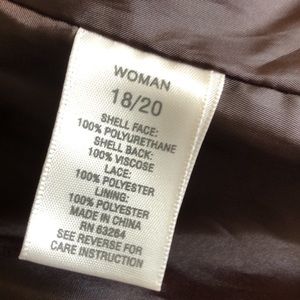 WOMAN
18/20
SHELL FACE:
100% POLYURETHANE
SHELL BACK:
100% VISCOSE
LACE:
100% POLYESTER
LINING:
100% POLYESTER
MADE IN CHINA
RN 63264
SEE REVERSE FOR
CARE INSTRUCTION